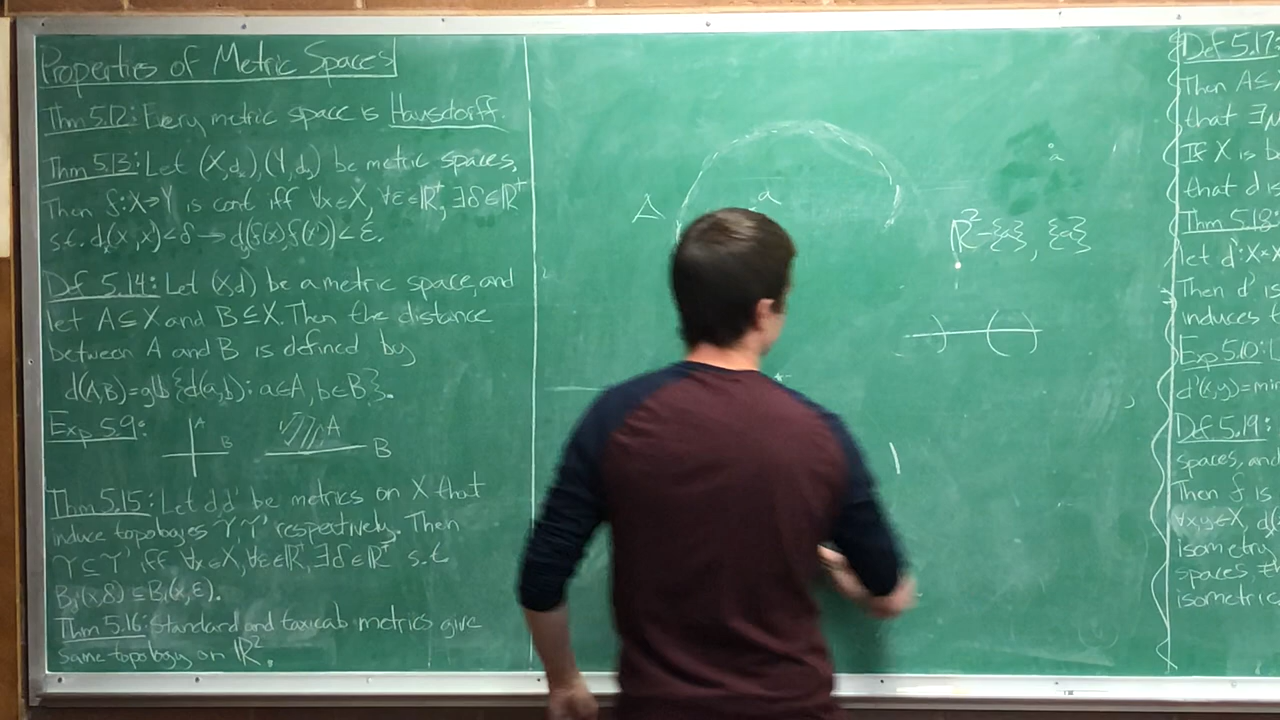 Properties of Metric Spaces
Thm 5.12: Every metric space is Hausdorff.
Thm 5.13: Let (X,dₓ), (Y,dᵧ) be metric spaces.
Then f:X→Y is cont iff ∀x∈X, ∀ε∈ℝ⁺, ∃δ∈ℝ⁺
s.t. dₓ(x,x')<δ → dᵧ(f(x),f(x'))<ε.
Def 5.14: Let (X,d) be a metric space, and
let A⊆X and B⊆X. Then the distance
between A and B is defined by
d(A,B)=glb{d(a,b): a∈A, b∈B}.
Exp 5.9:
A
B
A
B
Thm 5.15: Let d,d' be metrics on X that
induce topologies Υ,Υ' respectively. Then
Υ⊆Υ' iff ∀x∈X, ∀ε∈ℝ⁺, ∃δ∈ℝ⁺ s.t.
B_d'(x,δ)⊆B_d(x,ε).
Thm 5.16: Standard and taxicab metrics give
same topology on ℝ².
A
a
a
ℝ²-{a}, {a}
Def 5.17:
Then A⊆
that ∃
If X is b
that d is
Thm 5.18:
let d':X×X
Then d' is
induces t
Exp 5.10: L
d'(x,y)=min
Def 5.19:
spaces, and
Then f is
∀x,y∈X, d(
isometry
spaces, th
isometric